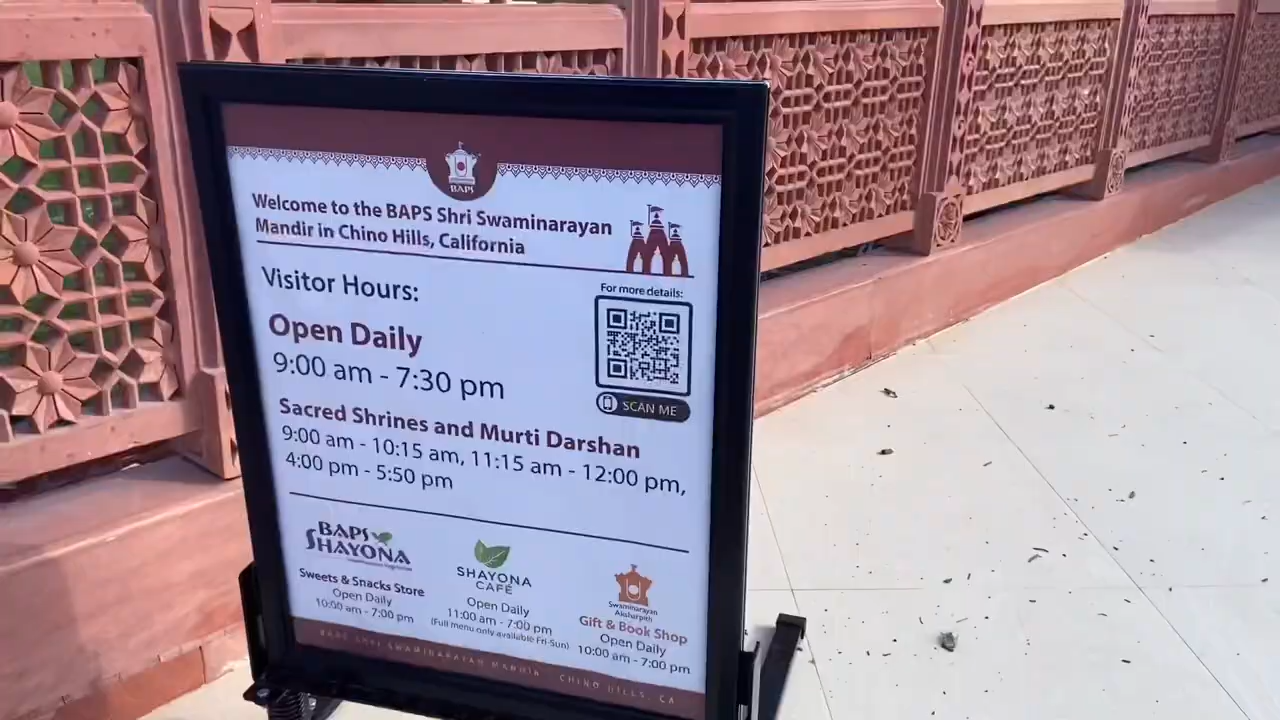 BAPS
Welcome to the BAPS Shri Swaminarayan
Mandir in Chino Hills, California
For more details:
SCAN ME
Visitor Hours:
Open Daily
9:00 am - 7:30 pm
Sacred Shrines and Murti Darshan
9:00 am - 10:15 am, 11:15 am - 12:00 pm,
4:00 pm - 5:50 pm
BAPS
SHAYONA
Sweets & Snacks Store
Open Daily
10:00 am - 7:00 pm
SHAYONA
CAFÉ
Open Daily
11:00 am - 7:00 pm
(Full menu only available Fri-Sun)
Swaminarayan
Aksharpith
Gift & Book Shop
Open Daily
10:00 am - 7:00 pm
BAPS SHRI SWAMINARAYAN MANDIR CHINO HILLS, CA